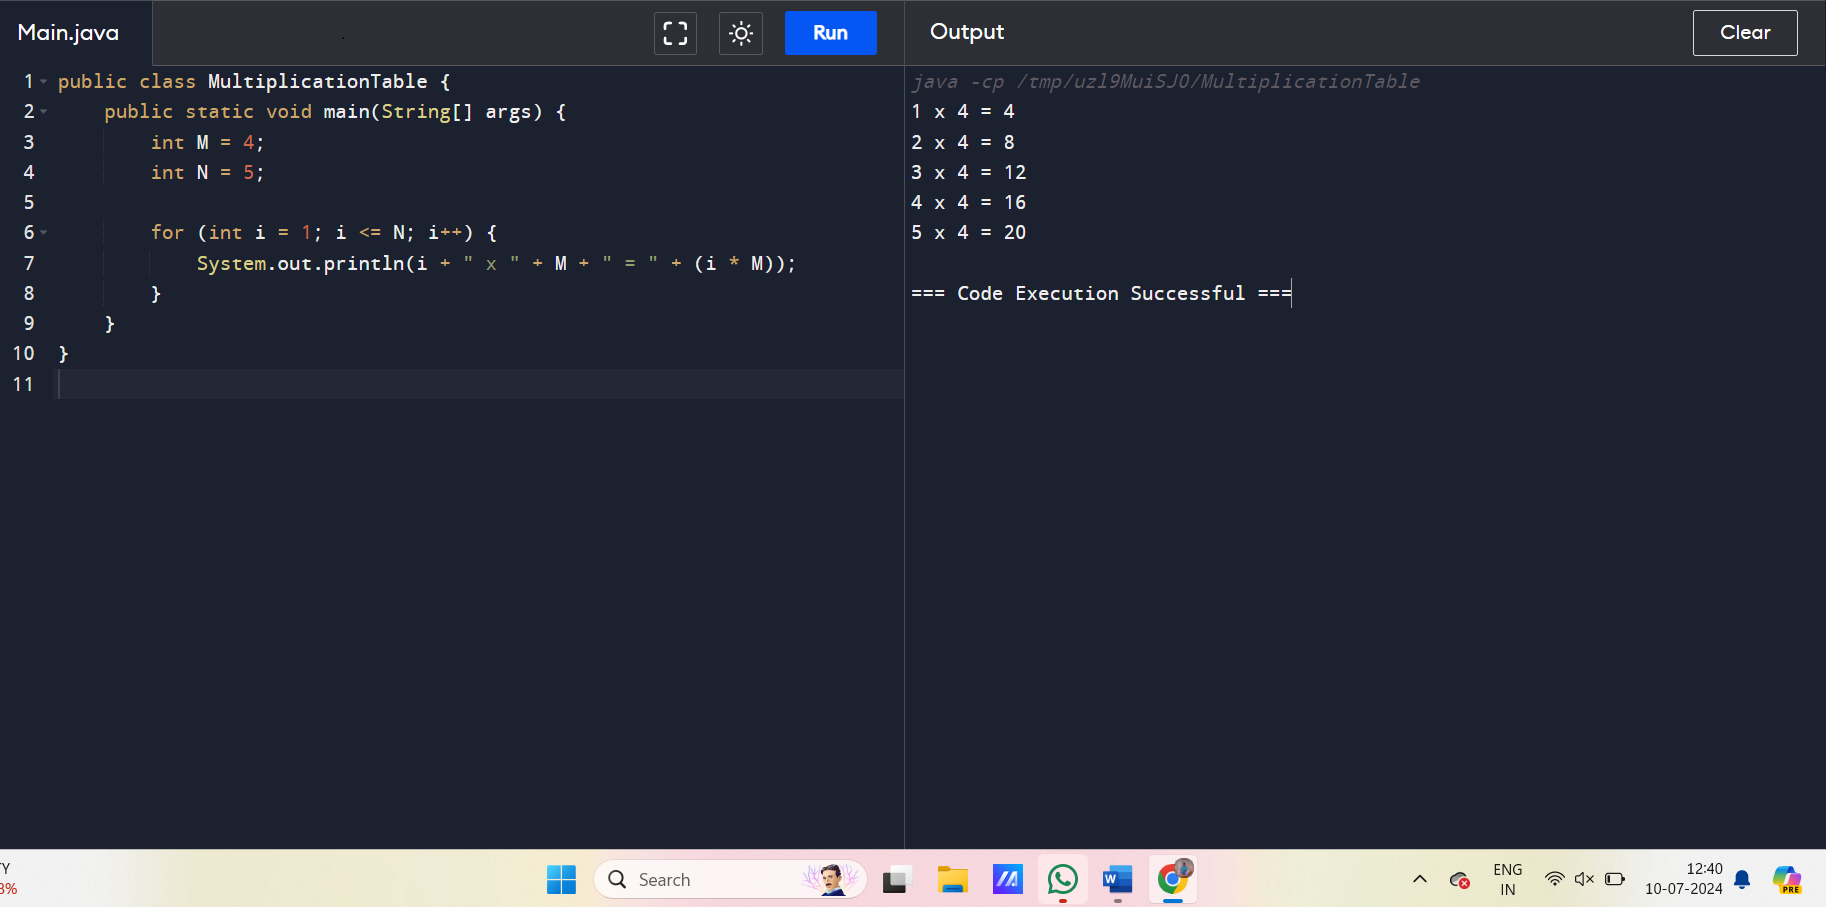 Main.java
Run
Output
Clear
1 public class MultiplicationTable {
2 public static void main(String[] args) {
3 int M = 4;
4 int N = 5;
5
6 for (int i = 1; i <= N; i++) {
7 System.out.println(i + " x " + M + " = " + (i * M));
8 }
9 }
10 }
11
java -cp /tmp/uzl9MuiSJO/MultiplicationTable
1 x 4 = 4
2 x 4 = 8
3 x 4 = 12
4 x 4 = 16
5 x 4 = 20
=== Code Execution Successful ===
Search
W
PRE
ENG
IN
12:40
10-07-2024